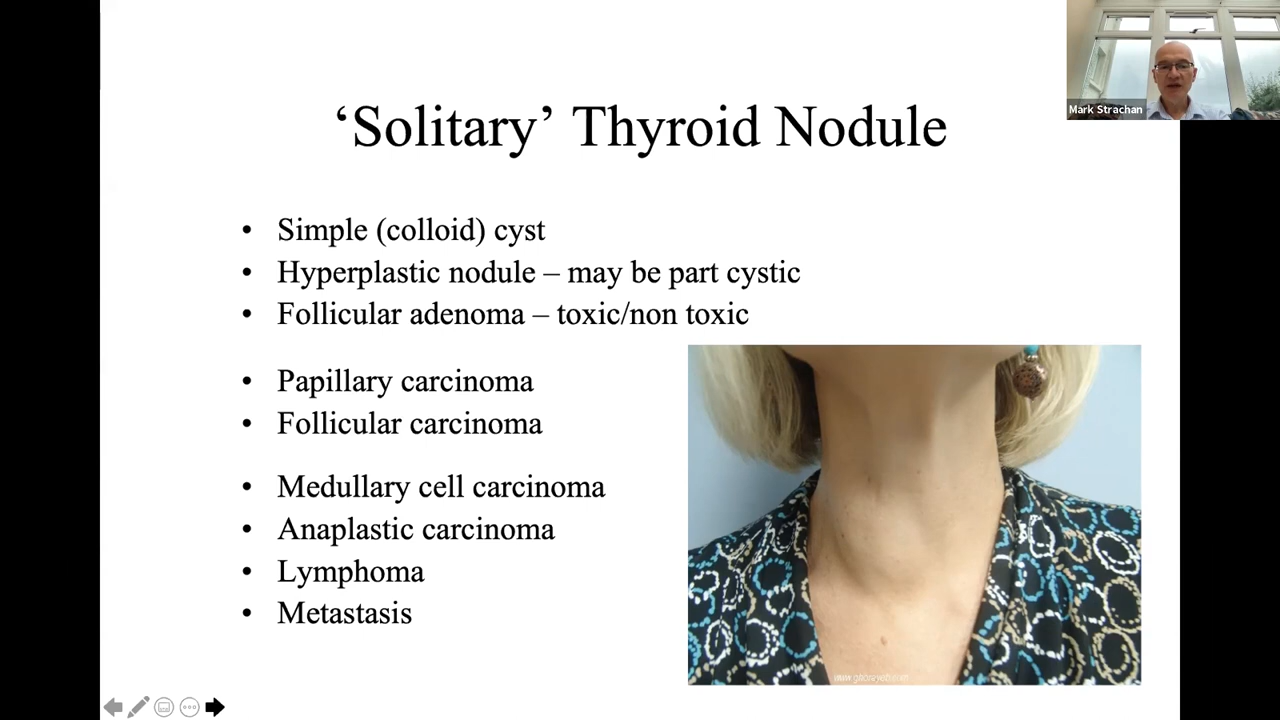 Mark Strachan
‘Solitary’ Thyroid Nodule
• Simple (colloid) cyst
• Hyperplastic nodule – may be part cystic
• Follicular adenoma – toxic/non toxic
• Papillary carcinoma
• Follicular carcinoma
• Medullary cell carcinoma
• Anaplastic carcinoma
• Lymphoma
• Metastasis